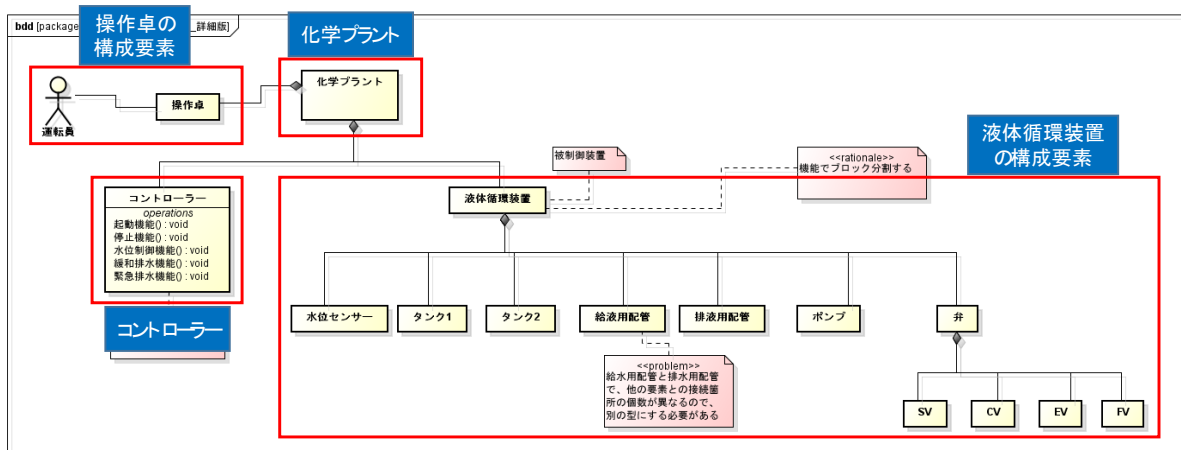 bdd [package
詳細版]
操作卓の
構成要素
化学プラント
運転員
操作卓
化学プラント
液体循環装置
の構成要素
被制御装置
<<rationale>>
機能でブロック分割する
コントローラー
operations
起動機能() : void
停止機能() : void
水位制御機能() : void
緩和排水機能() : void
緊急排水機能() : void
液体循環装置
コントローラー
水位センサー
タンク1
タンク2
給液用配管
排液用配管
ポンプ
弁
<<problem>>
給水用配管と排水用配管
で、他の要素との接続箇
所の個数が異なるので、
別の型にする必要がある
SV
CV
EV
FV